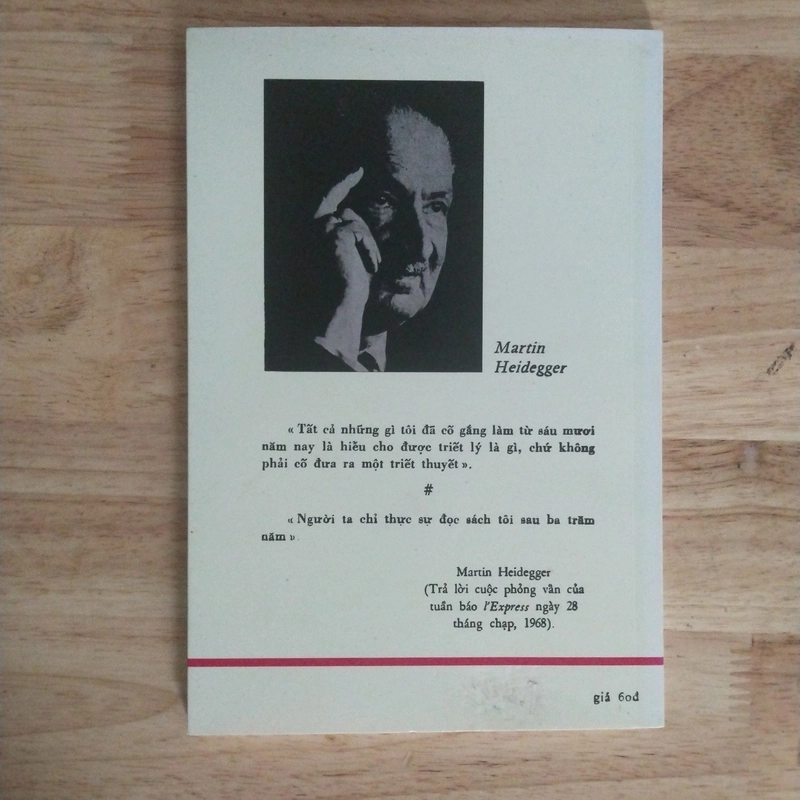 Martin
Heidegger
« Tất cả những gì tôi đã cố gắng làm từ sáu mươi
năm nay là hiểu cho được triết lý là gì, chứ không
phải cố đưa ra một triết thuyết ».
#
« Người ta chỉ thực sự đọc sách tôi sau ba trăm
năm »
Martin Heidegger
(Trả lời cuộc phỏng vấn của
tuần báo l'Express ngày 28
tháng chạp, 1968).
giá 60đ